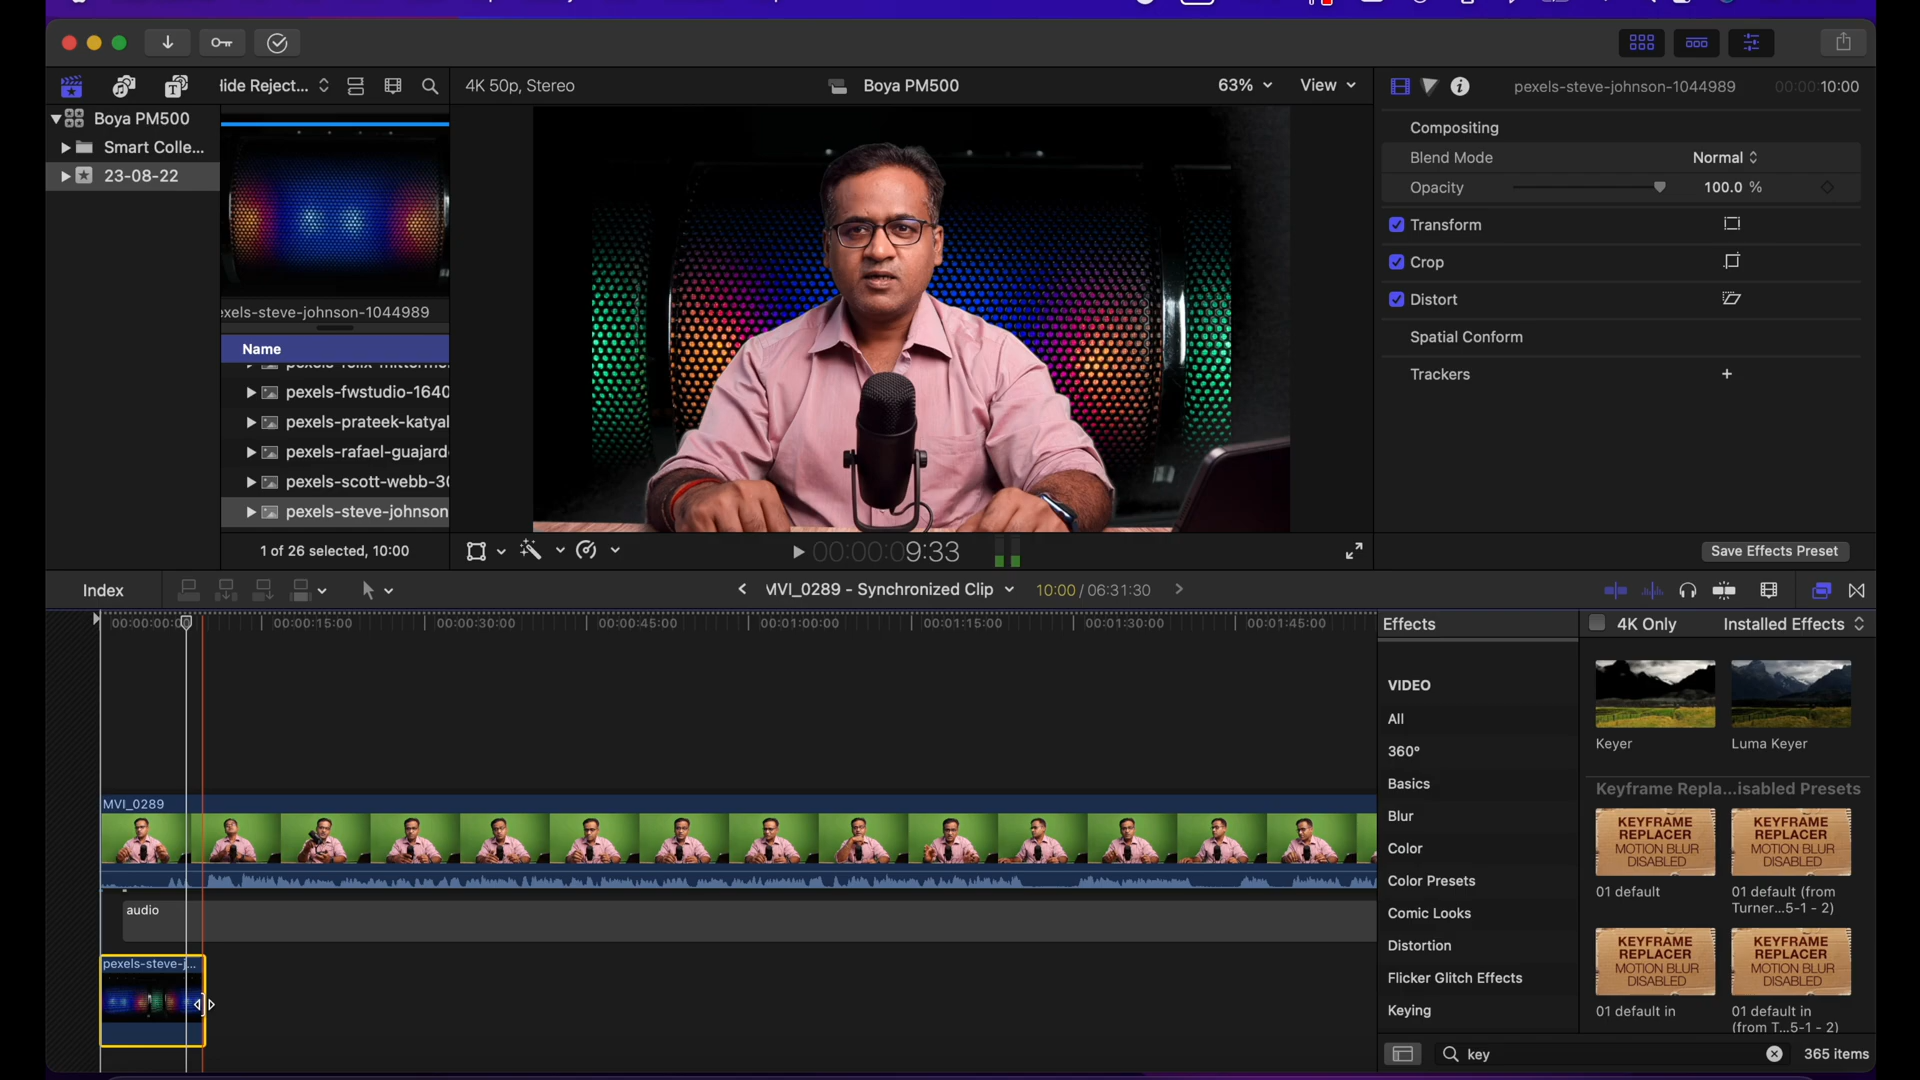 Hide Reject...
4K 50p, Stereo
Boya PM500
63%
View
pexels-steve-johnson-1044989
00:00:10:00
Boya PM500
Smart Colle...
23-08-22
exels-steve-johnson-1044989
Name
pexels-fwstudio-1640
pexels-prateek-katyal
pexels-rafael-guajard
pexels-scott-webb-30
pexels-steve-johnson
1 of 26 selected, 10:00
00:00:09:33
Compositing
Blend Mode
Normal
Opacity
100.0 %
Transform
Crop
Distort
Spatial Conform
Trackers
Save Effects Preset
Index
MVI_0289 - Synchronized Clip
10:00 / 06:31:30
00:00:00:0
00:00:15:00
00:00:30:00
00:00:45:00
00:01:00:00
00:01:15:00
00:01:30:00
00:01:45:00
MVI_0289
audio
pexels-steve-j...
Effects
4K Only
Installed Effects
VIDEO
All
360°
Basics
Blur
Color
Color Presets
Comic Looks
Distortion
Flicker Glitch Effects
Keying
Keyer
Luma Keyer
Keyframe Repla...isabled Presets
KEYFRAME
REPLACER
MOTION BLUR
DISABLED
KEYFRAME
REPLACER
MOTION BLUR
DISABLED
01 default
01 default (from
Turner...5-1 - 2)
KEYFRAME
REPLACER
MOTION BLUR
DISABLED
KEYFRAME
REPLACER
MOTION BLUR
DISABLED
01 default in
01 default in
(from T...5-1 - 2)
key
365 items